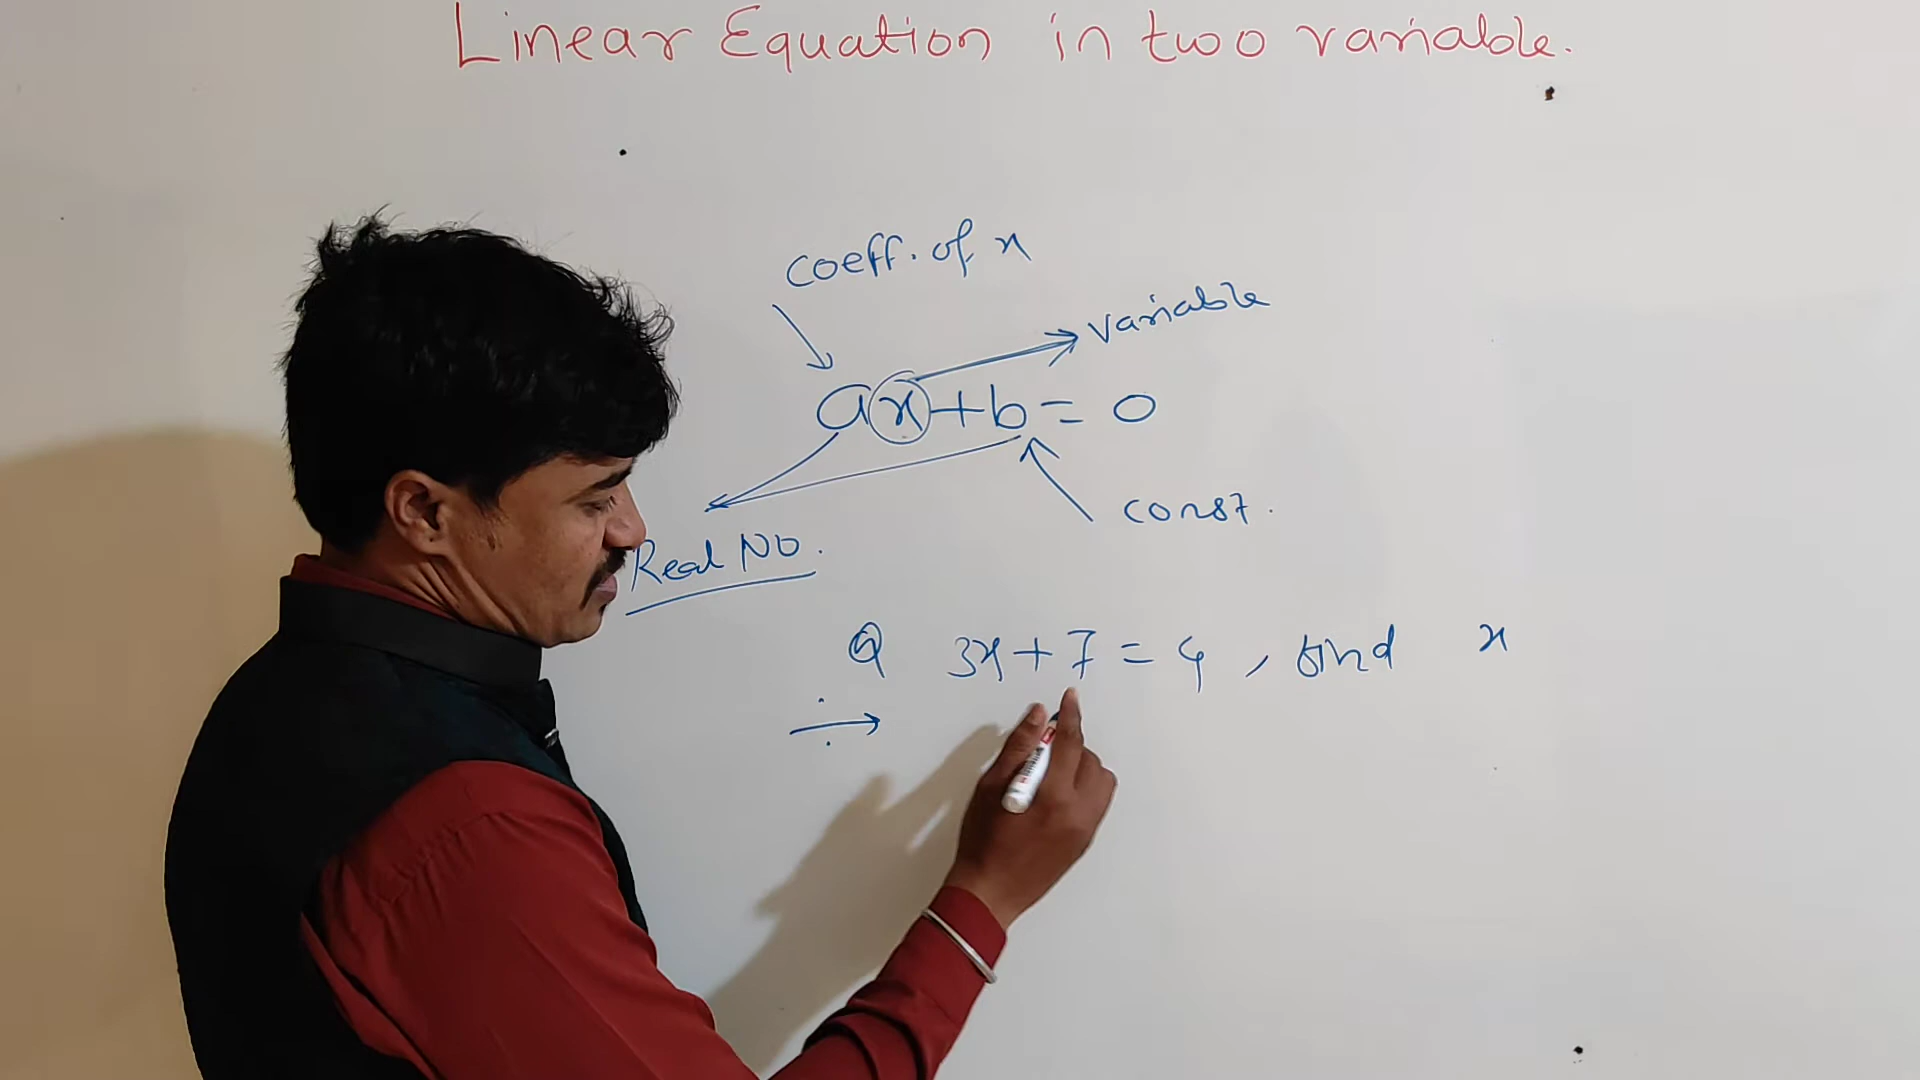 Linear Equation in two variable.
coeff. of x
variable
ax+b=0
const.
Real No.
Q 3x+7=4, find x